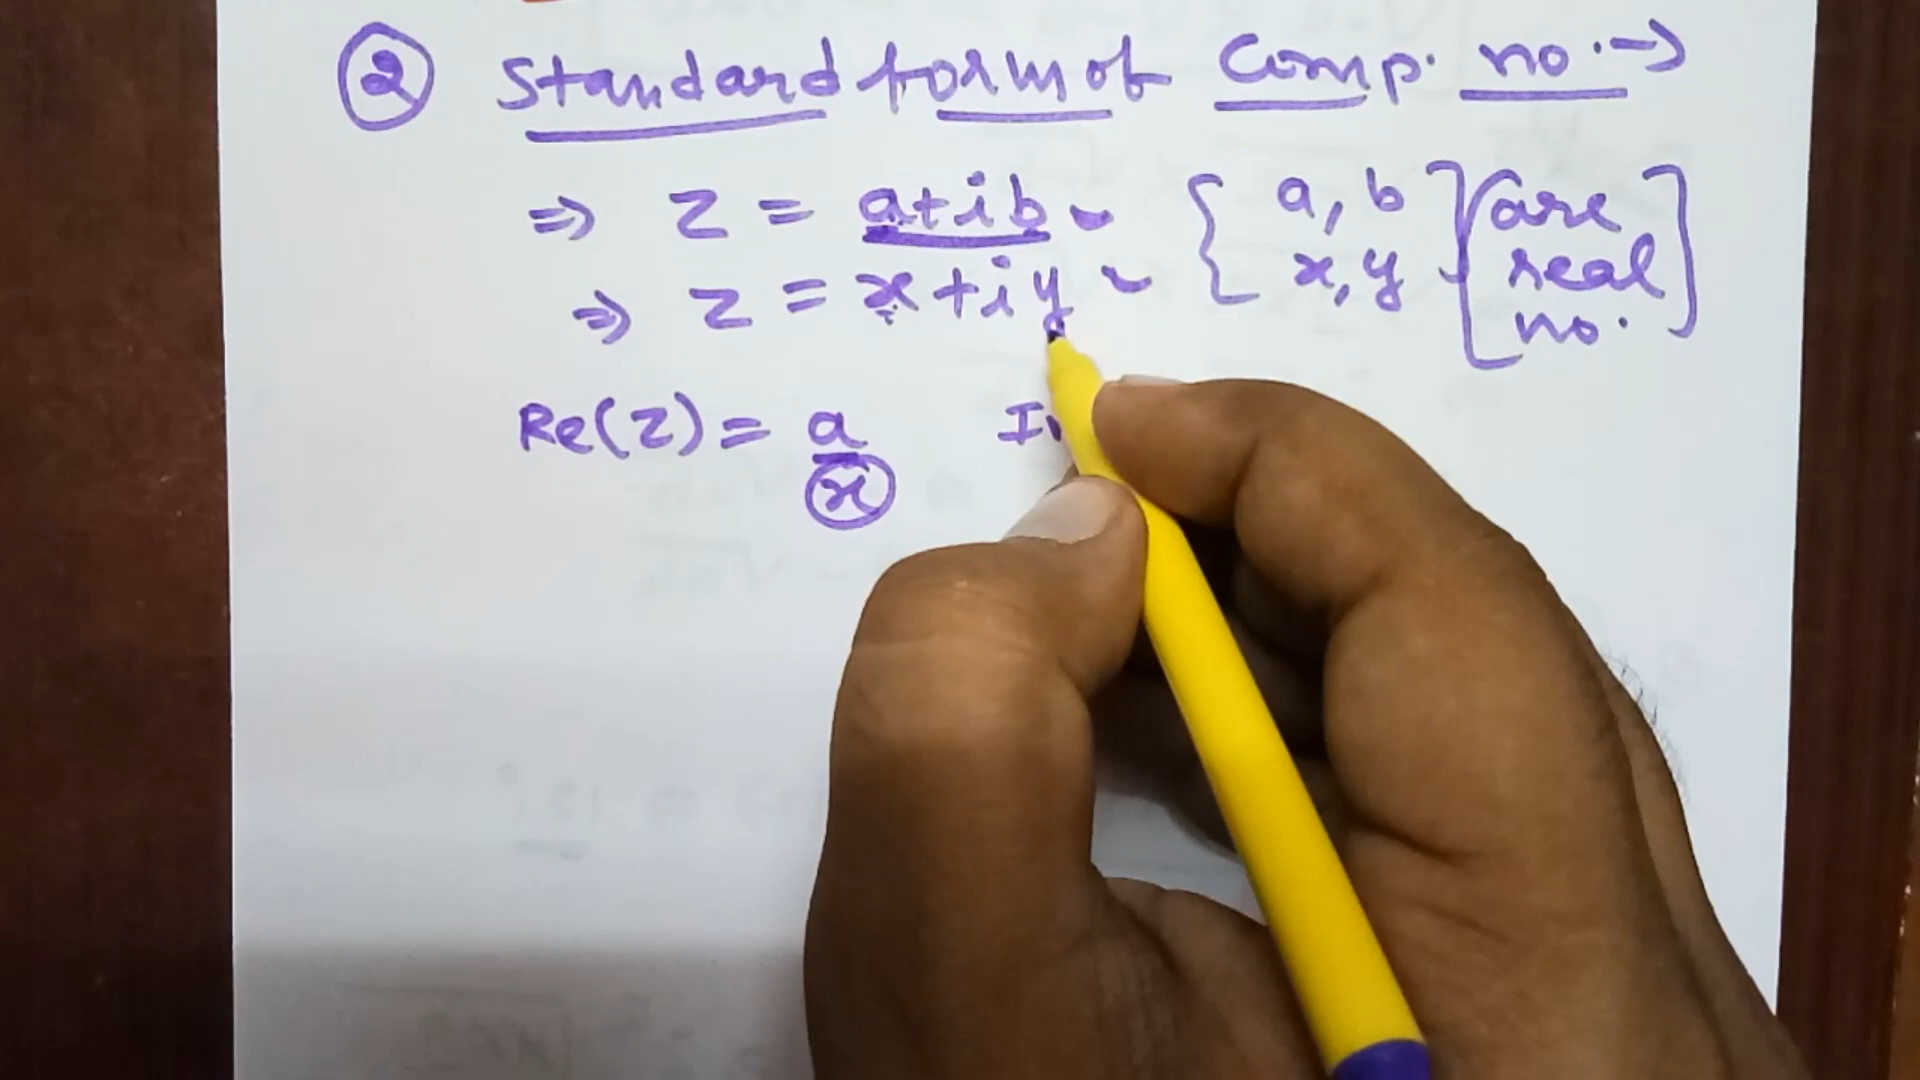 ② Standard form of Comp. no. →
⇒ z = a+ib { a, b } [are
⇒ z = x+iy { x, y } real
no.]
Re(z) = a
x